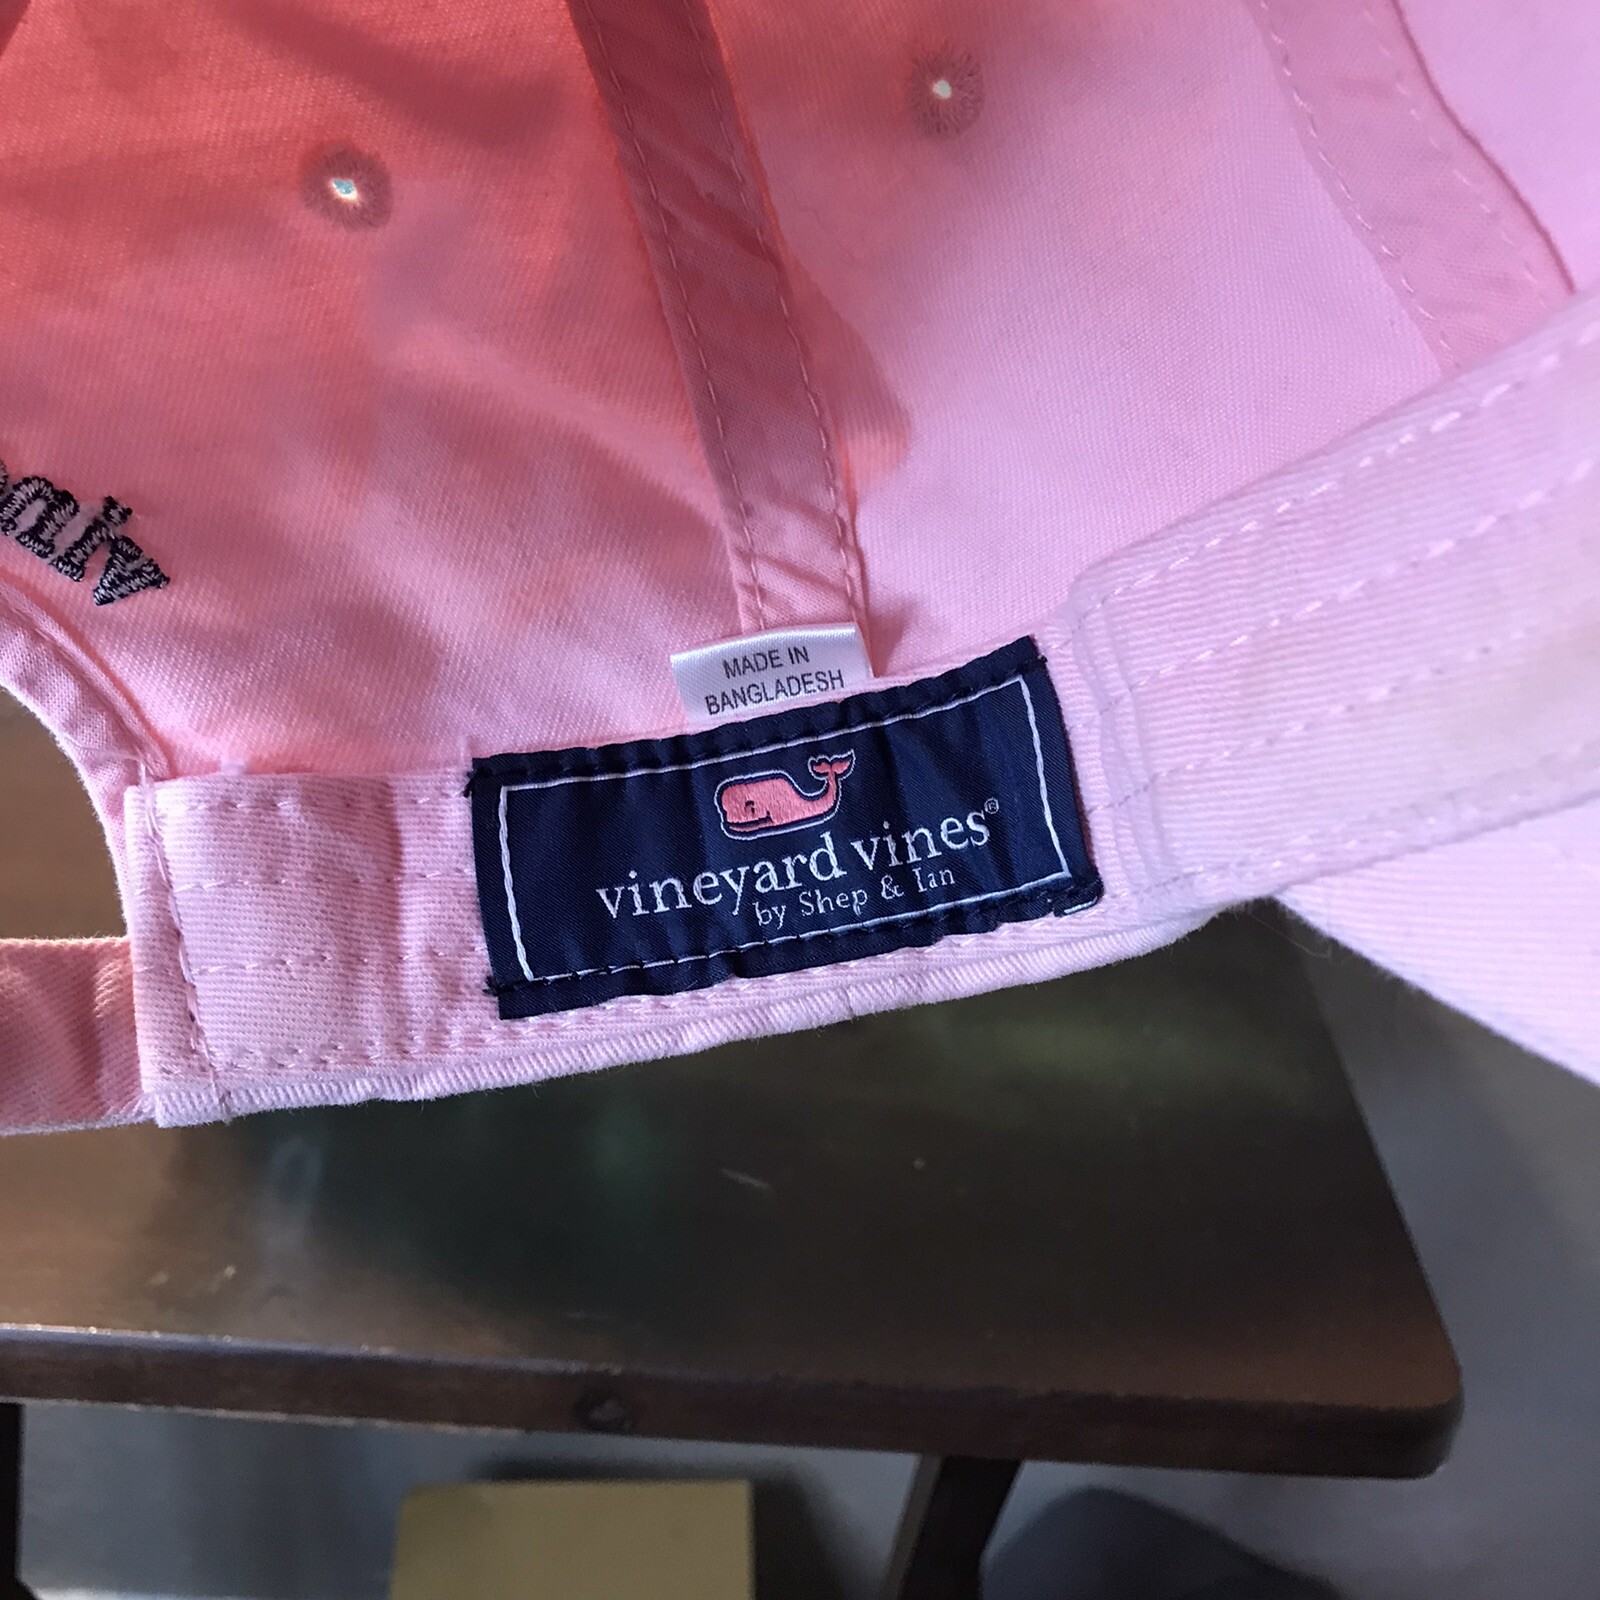 MADE IN
BANGLADESH
vineyard vines®
by Shep & Ian